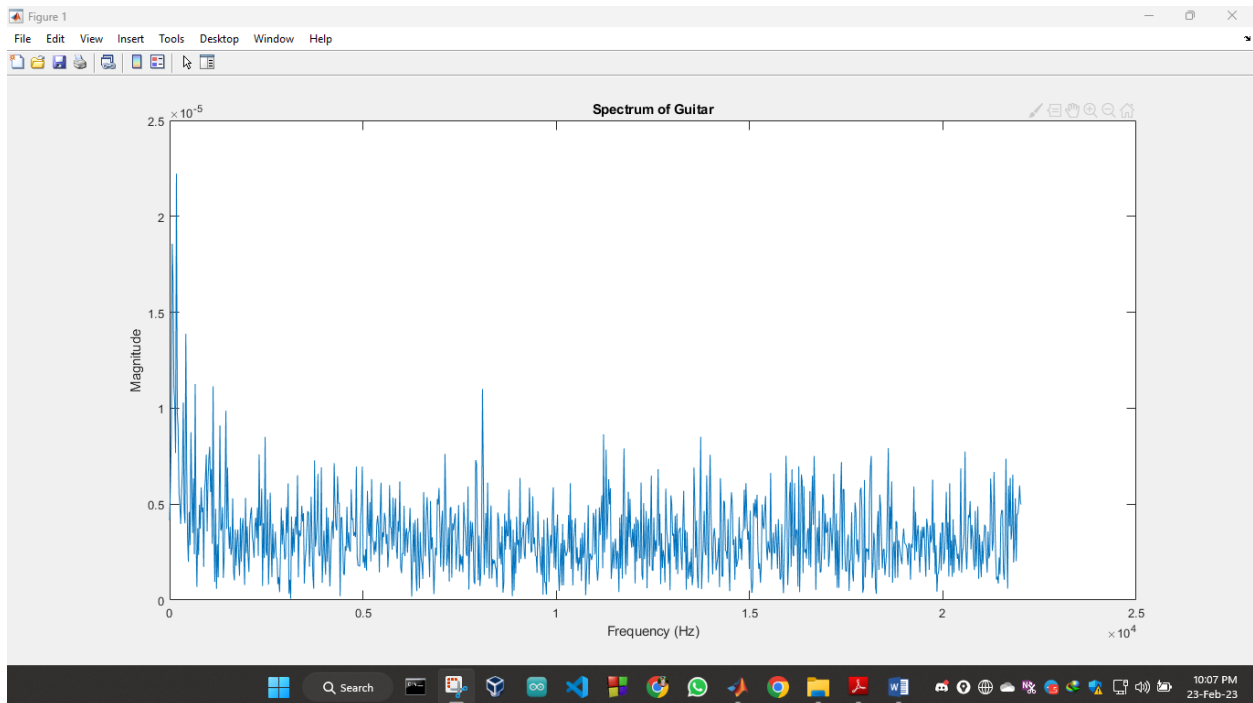 Figure 1
File Edit View Insert Tools Desktop Window Help
Spectrum of Guitar
×10⁻⁵
2.5
2
1.5
1
0.5
0
Magnitude
0 0.5 1 1.5 2 2.5
Frequency (Hz)
×10⁴
Search
10:07 PM
23-Feb-23